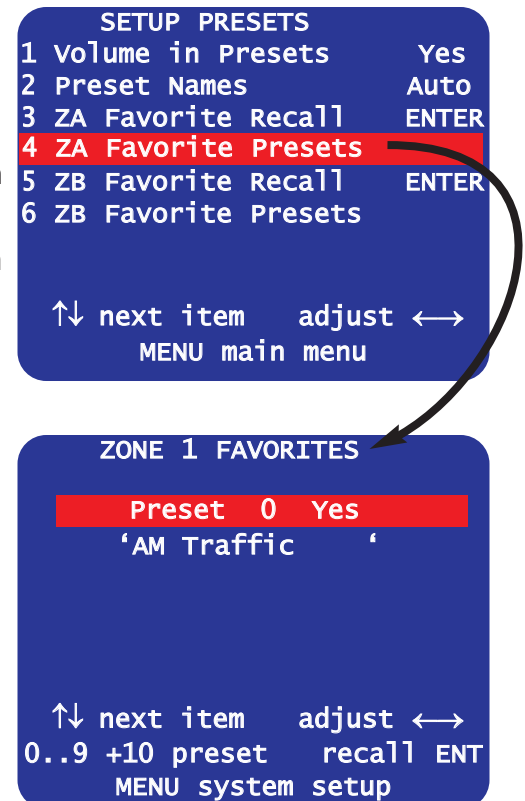 SETUP PRESETS
1 Volume in Presets Yes
2 Preset Names Auto
3 ZA Favorite Recall ENTER
4 ZA Favorite Presets
5 ZB Favorite Recall ENTER
6 ZB Favorite Presets
↑↓ next item adjust ←→
MENU main menu
ZONE 1 FAVORITES
Preset 0 Yes
‘AM Traffic ‘
↑↓ next item adjust ←→
0..9 +10 preset recall ENT
MENU system setup